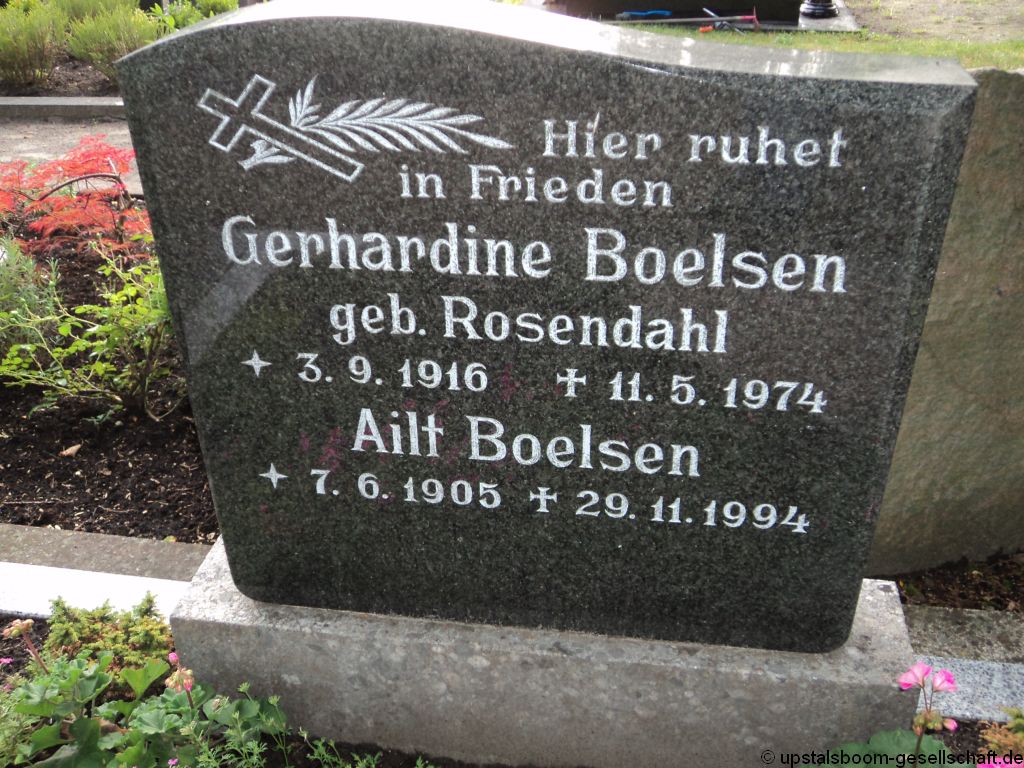 Hier ruhet
in Frieden
Gerhardine Boelsen
geb. Rosendahl
3. 9. 1916 11. 5. 1974
Ailt Boelsen
7. 6. 1905 29. 11. 1994
© upstalsboom-gesellschaft.de